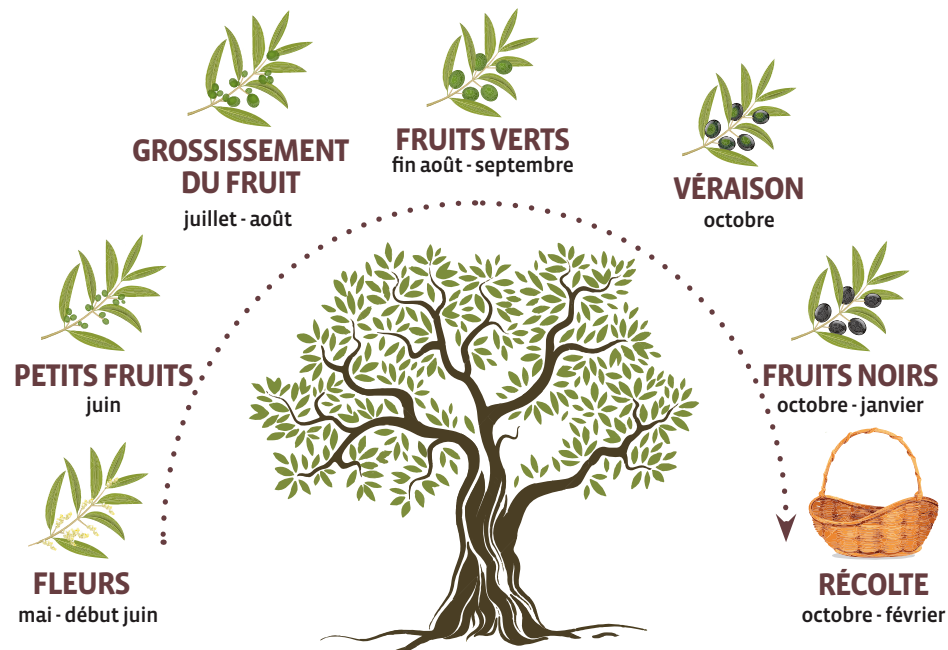 FLEURS
mai - début juin
PETITS FRUITS
juin
GROSSISSEMENT
DU FRUIT
juillet - août
FRUITS VERTS
fin août - septembre
VÉRAISON
octobre
FRUITS NOIRS
octobre - janvier
RÉCOLTE
octobre - février